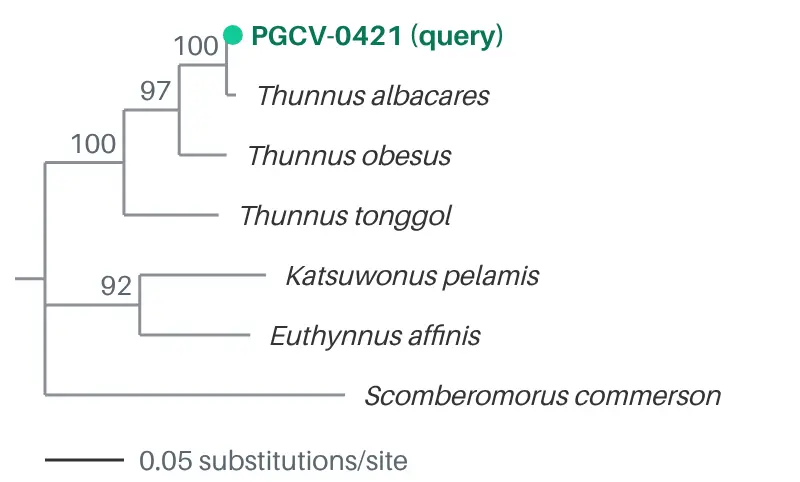 100
PGCV-0421 (query)
97
Thunnus albacares
100
Thunnus obesus
Thunnus tonggol
92
Katsuwonus pelamis
Euthynnus affinis
Scomberomorus commerson
0.05 substitutions/site